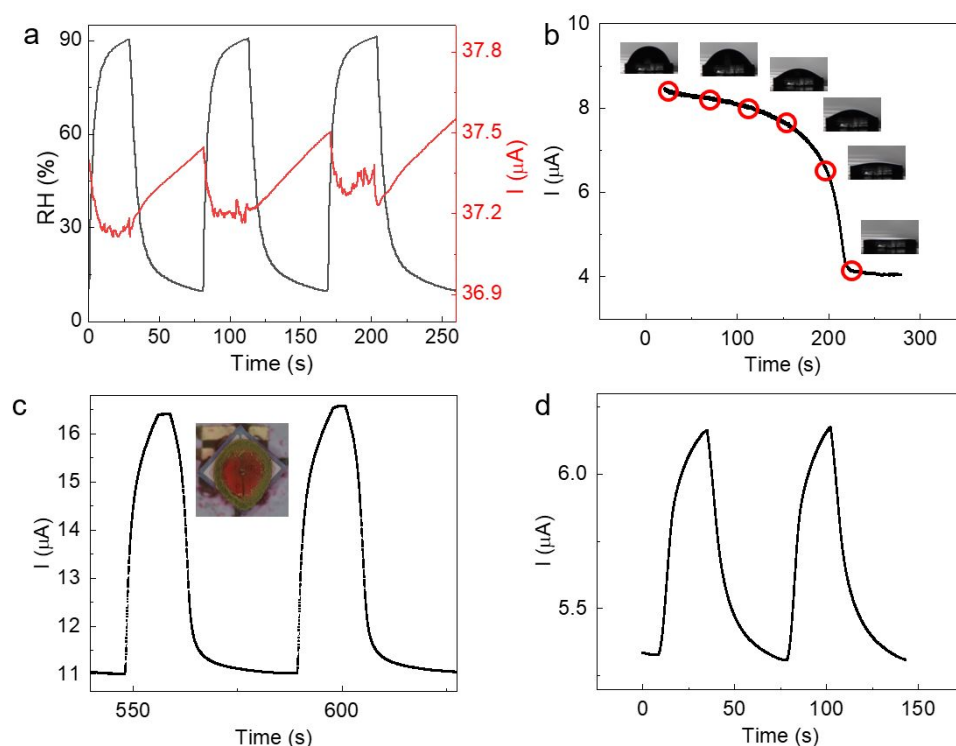 a
90
60
30
0
RH (%)
37.8
37.5
37.2
36.9
I (μA)
0 50 100 150 200 250
Time (s)
b
10
8
6
4
I (μA)
0 100 200 300
Time (s)
c
16
15
14
13
12
11
I (μA)
550 600
Time (s)
d
6.0
5.5
I (μA)
0 50 100 150
Time (s)